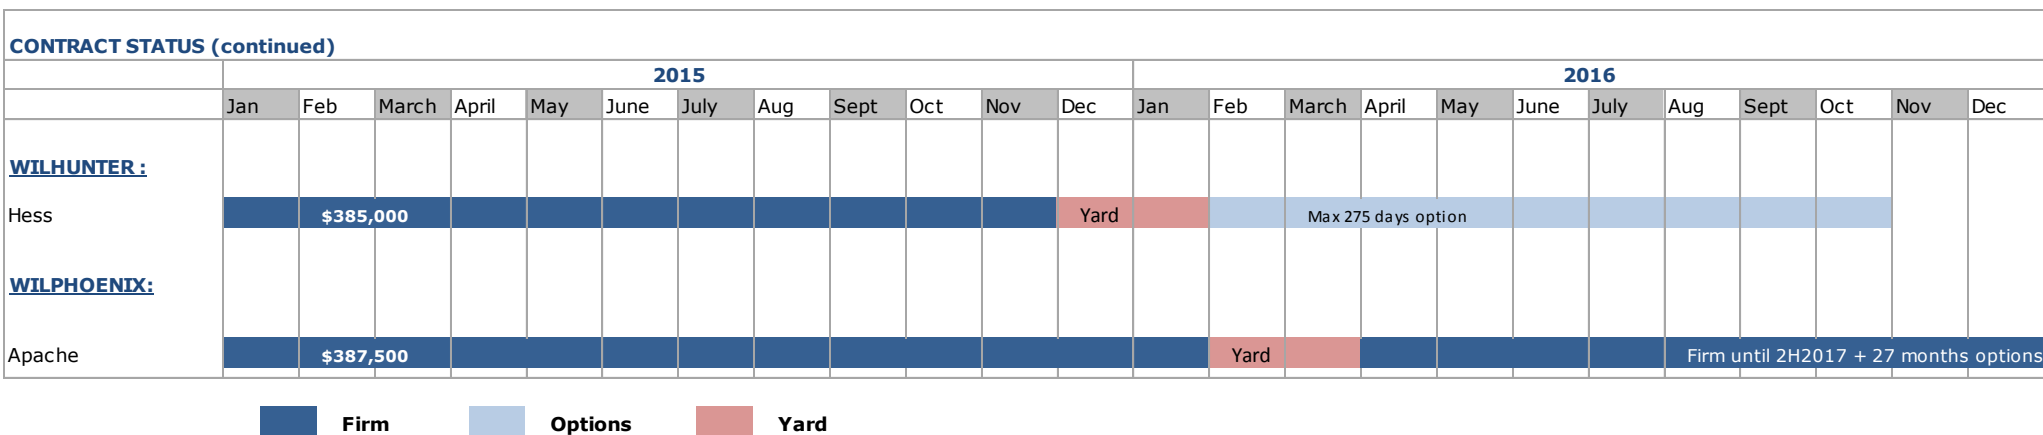 CONTRACT STATUS (continued)
2015 2016
Jan Feb March April May June July Aug Sept Oct Nov Dec Jan Feb March April May June July Aug Sept Oct Nov Dec
WILHUNTER :
Hess $385,000 Yard Max 275 days option
WILPHOENIX:
Apache $387,500 Yard Firm until 2H2017 + 27 months options
Firm Options Yard